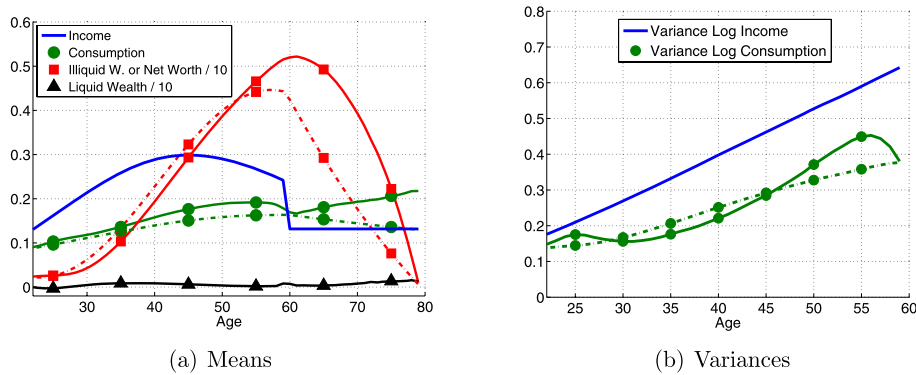 0.6
0.5
0.4
0.3
0.2
0.1
0
Income
Consumption
Illiquid W. or Net Worth / 10
Liquid Wealth / 10
30 40 50 60 70 80
Age
(a) Means
0.8
0.7
0.6
0.5
0.4
0.3
0.2
0.1
0
Variance Log Income
Variance Log Consumption
25 30 35 40 45 50 55 60
Age
(b) Variances